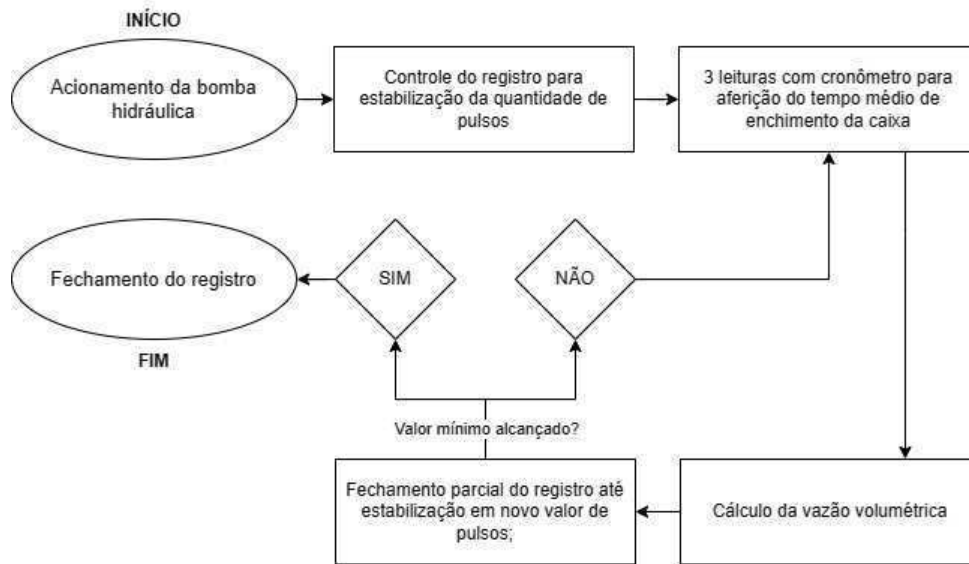 INÍCIO
Acionamento da bomba
hidráulica
Controle do registro para
estabilização da quantidade de
pulsos
3 leituras com cronômetro para
aferição do tempo médio de
enchimento da caixa
Fechamento do registro
SIM
NÃO
FIM
Valor mínimo alcançado?
Fechamento parcial do registro até
estabilização em novo valor de
pulsos;
Cálculo da vazão volumétrica